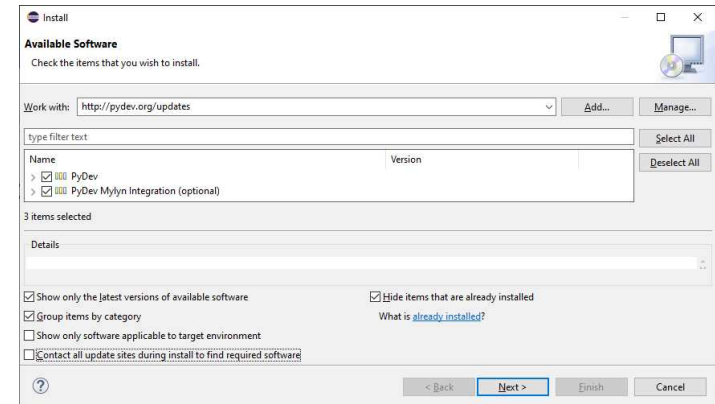 Install
Available Software
Check the items that you wish to install.
Work with: http://pydev.org/updates Add... Manage...
type filter text Select All
Name Version Deselect All
PyDev
PyDev Mylyn Integration (optional)
3 items selected
Details
Show only the latest versions of available software Hide items that are already installed
Group items by category What is already installed?
Show only software applicable to target environment
Contact all update sites during install to find required software
? < Back Next > Finish Cancel